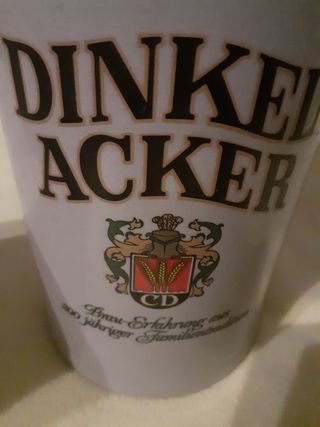 DINKEL
ACKER
CD
Brau-Erfahrung aus
200 jähriger Familientradition